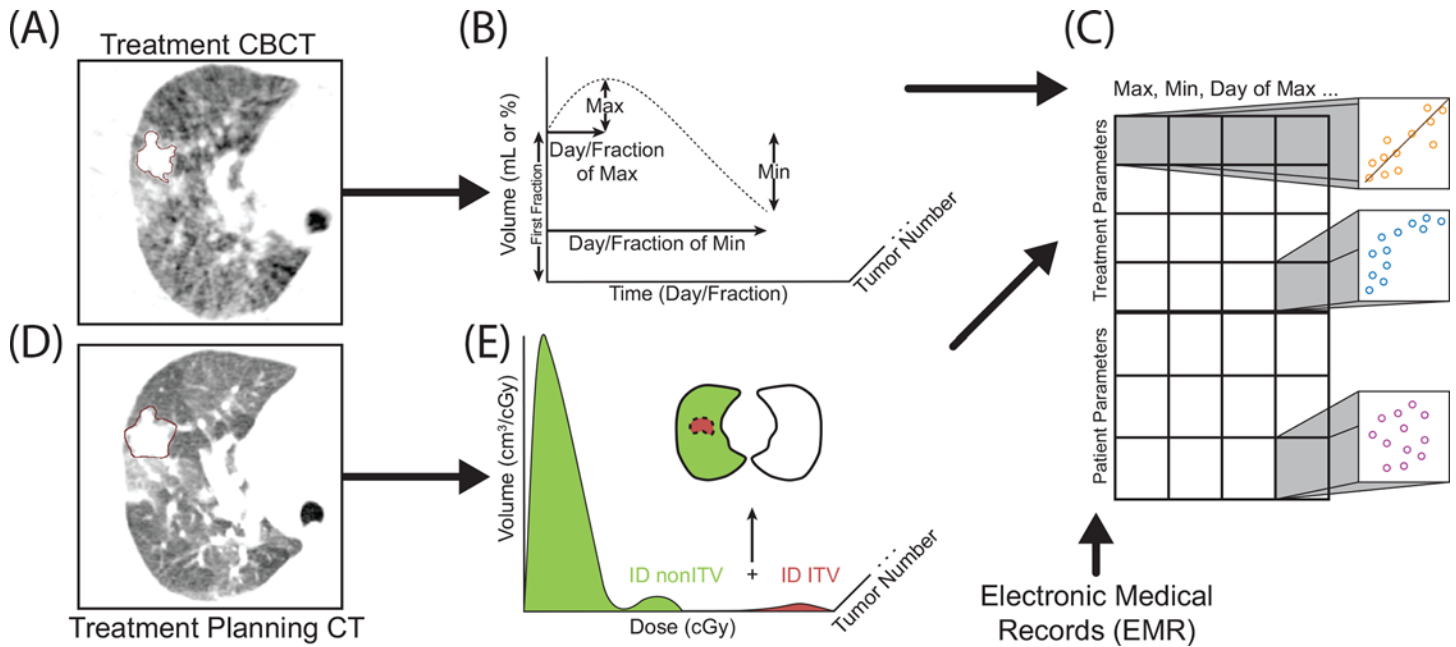 (A)
Treatment CBCT
(B)
Volume (mL or %)
First Fraction
Max
Day/Fraction
of Max
Min
Day/Fraction of Min
Time (Day/Fraction)
Tumor Number
(C)
Max, Min, Day of Max ...
Treatment Parameters
Patient Parameters
Electronic Medical
Records (EMR)
(D)
Treatment Planning CT
(E)
Volume (cm³/cGy)
ID nonITV + ID ITV
Dose (cGy)
Tumor Number